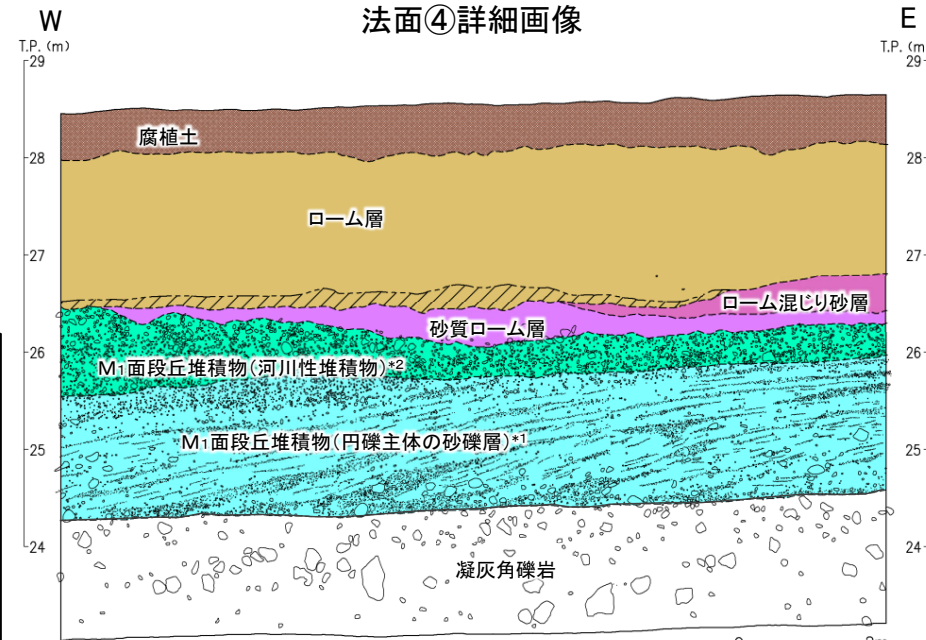 法面④詳細画像
W
E
T.P. (m)
T.P. (m
29
29
腐植土
28
28
ローム層
27
27
ローム混じり砂層
砂質ローム層
26
26
M1面段丘堆積物(河川性堆積物)*2
M1面段丘堆積物(円礫主体の砂礫層)*1
25
25
24
24
凝灰角礫岩